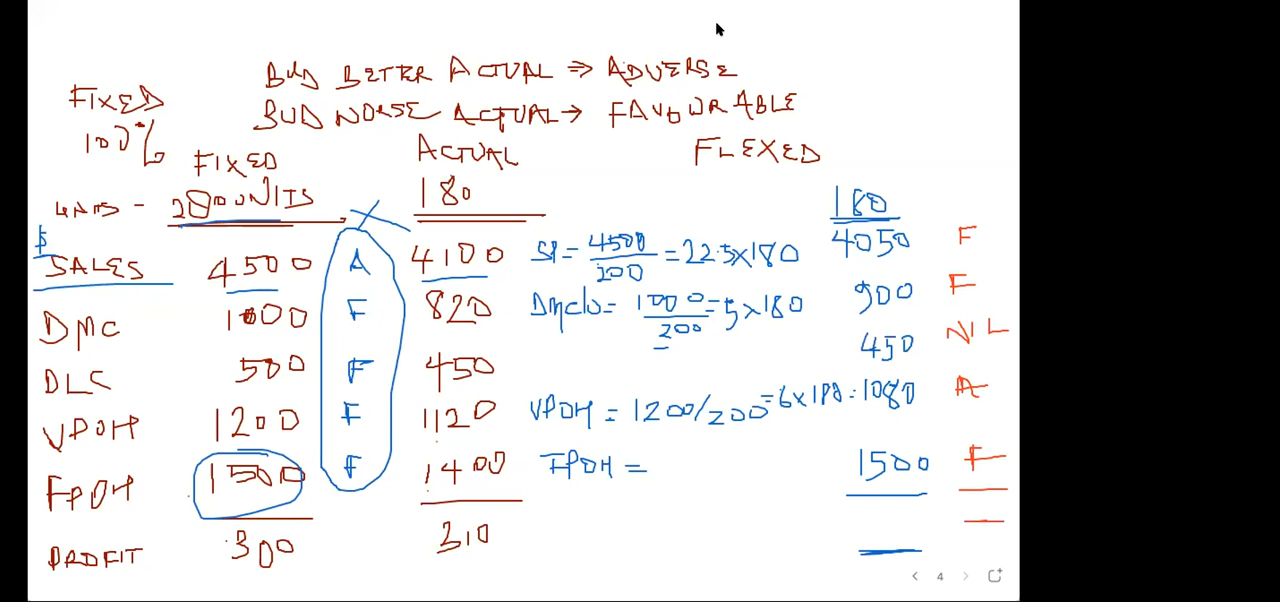 BUD BETTER ACTUAL ⇒ ADVERSE
FIXED BUD WORSE ACTUAL → FAVOURABLE
100%
FIXED ACTUAL FLEXED
UNITS - 200 UNITS 180 180
$
SALES 4500 A 4100 SP = 4500/200 = 22.5 x 180 4050 F
DMC 1000 F 820 DMC/U = 1000/200 = 5 x 180 900 F
DLC 500 F 450 450 NIL
VPOH 1200 F 1120 VPOH = 1200/200 = 6 x 180 = 1080 A
FPOH 1500 F 1400 FPOH = 1500 F
PROFIT 300 310
4